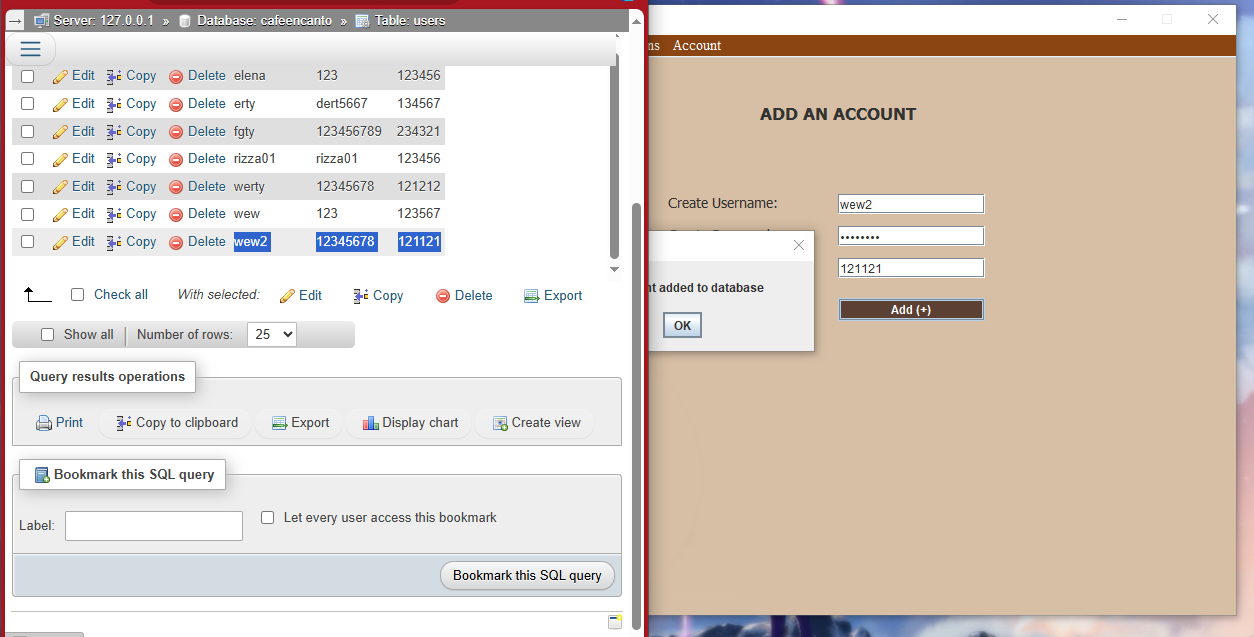 Server: 127.0.0.1 » Database: cafeencanto » Table: users
Edit Copy Delete elena 123 123456
Edit Copy Delete erty dert5667 134567
Edit Copy Delete fgty 123456789 234321
Edit Copy Delete rizza01 rizza01 123456
Edit Copy Delete werty 12345678 121212
Edit Copy Delete wew 123 123567
Edit Copy Delete wew2 12345678 121121
Check all With selected: Edit Copy Delete Export
Show all Number of rows: 25
Query results operations
Print Copy to clipboard Export Display chart Create view
Bookmark this SQL query
Label: Let every user access this bookmark
Bookmark this SQL query
ns Account
ADD AN ACCOUNT
Create Username: wew2
••••••••
121121
Add (+)
nt added to database
OK